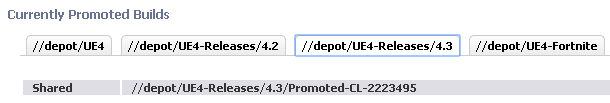 Currently Promoted Builds
//depot/UE4 //depot/UE4-Releases/4.2 //depot/UE4-Releases/4.3 //depot/UE4-Fortnite
Shared //depot/UE4-Releases/4.3/Promoted-CL-2223495